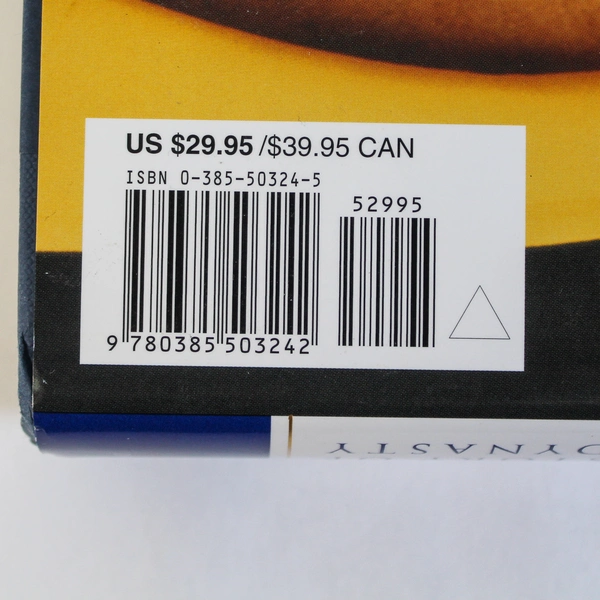 US $29.95 /$39.95 CAN
ISBN 0-385-50324-5
52995
9 780385 503242
DYNASTY